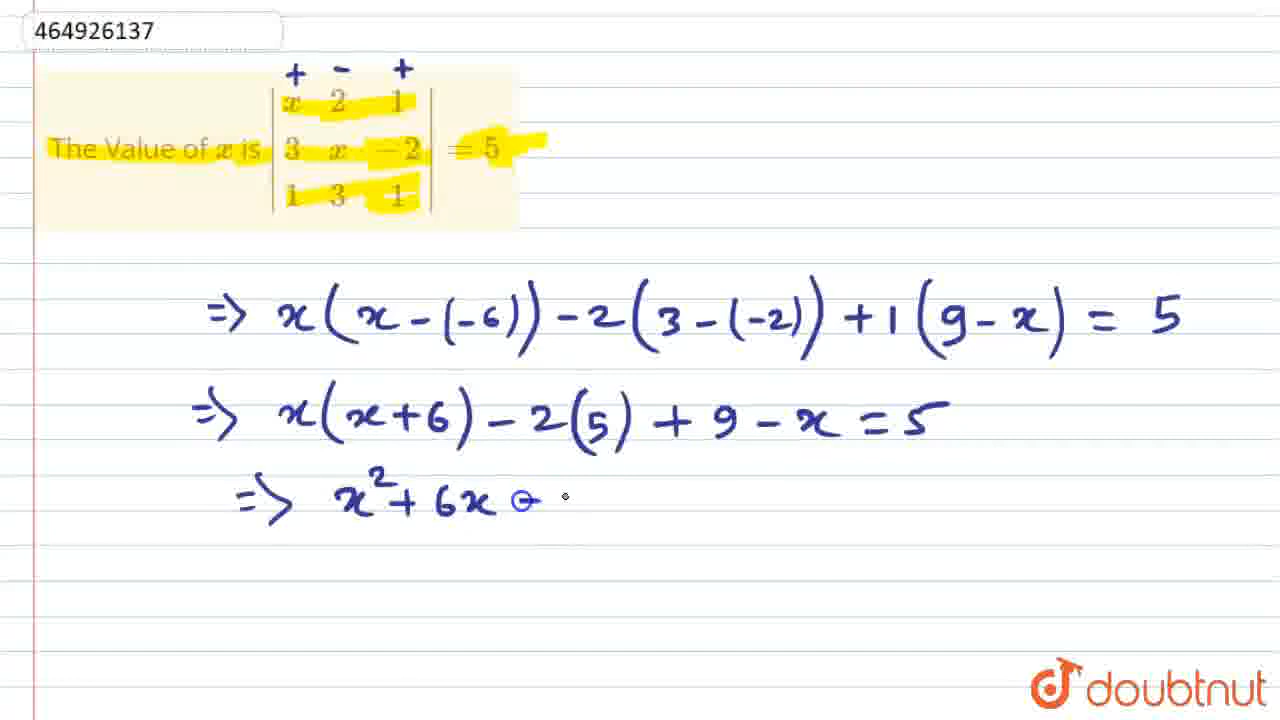 464926137
+ - +
x 2 1
The Value of x is 3 x -2 = 5
1 3 1
=> x(x-(-6))-2(3-(-2))+1(9-x) = 5
=> x(x+6)-2(5)+9-x=5
=> x²+6x-
doubtnut